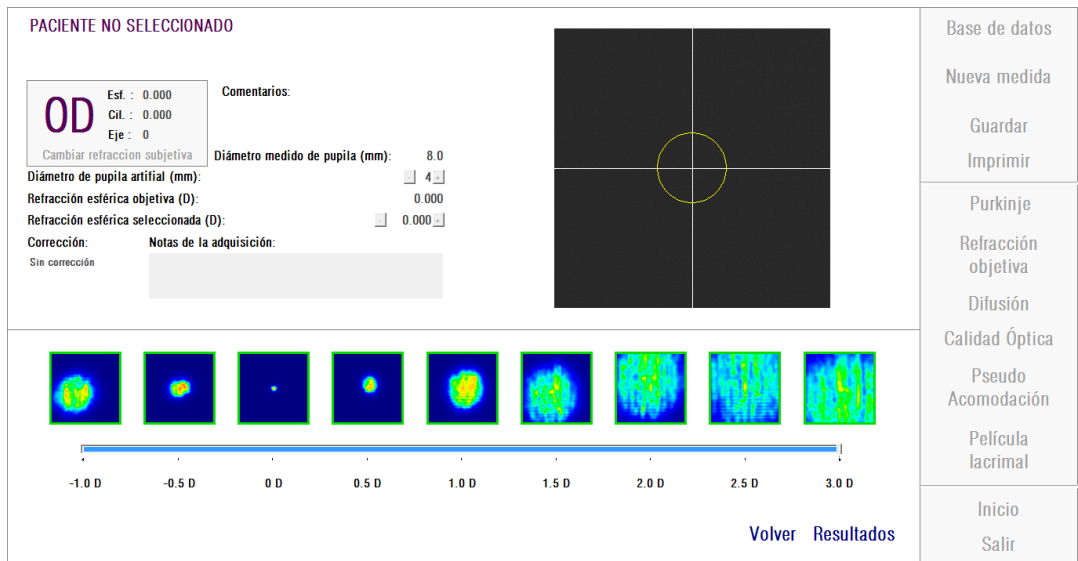 PACIENTE NO SELECCIONADO
OD
Esf. : 0.000
Cil. : 0.000
Eje : 0
Cambiar refraccion subjetiva
Comentarios:
Diámetro medido de pupila (mm): 8.0
Diámetro de pupila artifial (mm): - 4 +
Refracción esférica objetiva (D): 0.000
Refracción esférica seleccionada (D): - 0.000 +
Corrección: Notas de la adquisición:
Sin corrección
-1.0 D -0.5 D 0 D 0.5 D 1.0 D 1.5 D 2.0 D 2.5 D 3.0 D
Volver Resultados
Base de datos
Nueva medida
Guardar
Imprimir
Purkinje
Refracción
objetiva
Difusión
Calidad Óptica
Pseudo
Acomodación
Película
lacrimal
Inicio
Salir